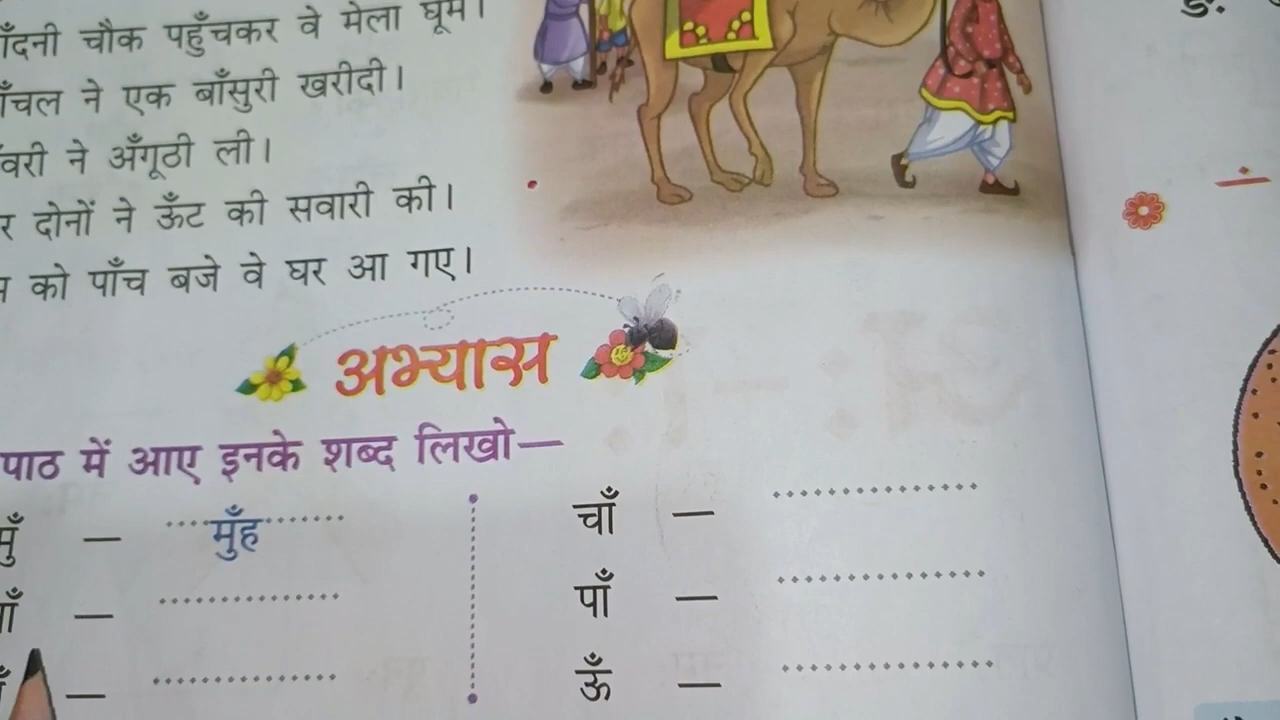 ाँदनी चौक पहुँचकर वे मेला घूमे।
ाँचल ने एक बाँसुरी खरीदी।
ँवरी ने अँगूठी ली।
र दोनों ने ऊँट की सवारी की।
म को पाँच बजे वे घर आ गए।
अभ्यास
पाठ में आए इनके शब्द लिखो—
मुँ — मुँह
चाँ —
पाँ —
ऊँ —